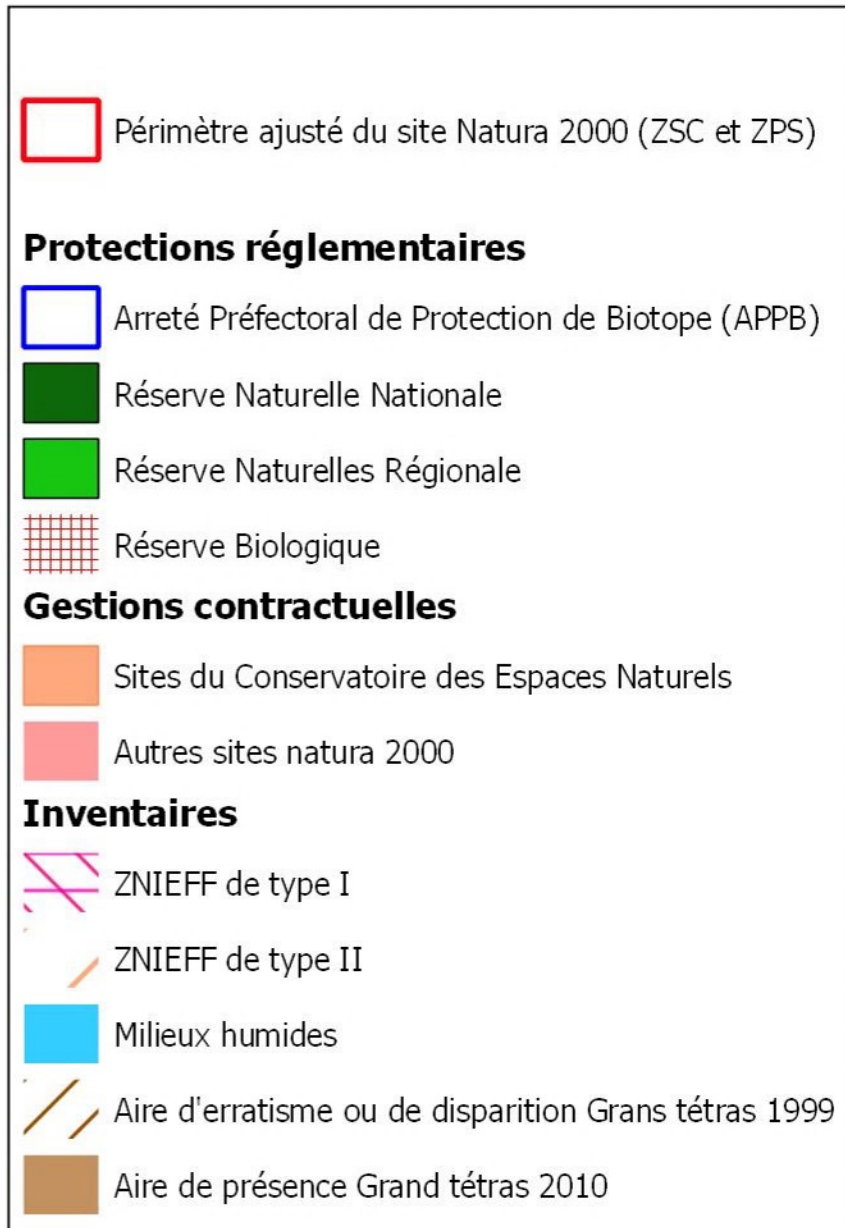 Périmètre ajusté du site Natura 2000 (ZSC et ZPS)
Protections réglementaires
Arreté Préfectoral de Protection de Biotope (APPB)
Réserve Naturelle Nationale
Réserve Naturelles Régionale
Réserve Biologique
Gestions contractuelles
Sites du Conservatoire des Espaces Naturels
Autres sites natura 2000
Inventaires
ZNIEFF de type I
ZNIEFF de type II
Milieux humides
Aire d'erratisme ou de disparition Grans tétras 1999
Aire de présence Grand tétras 2010